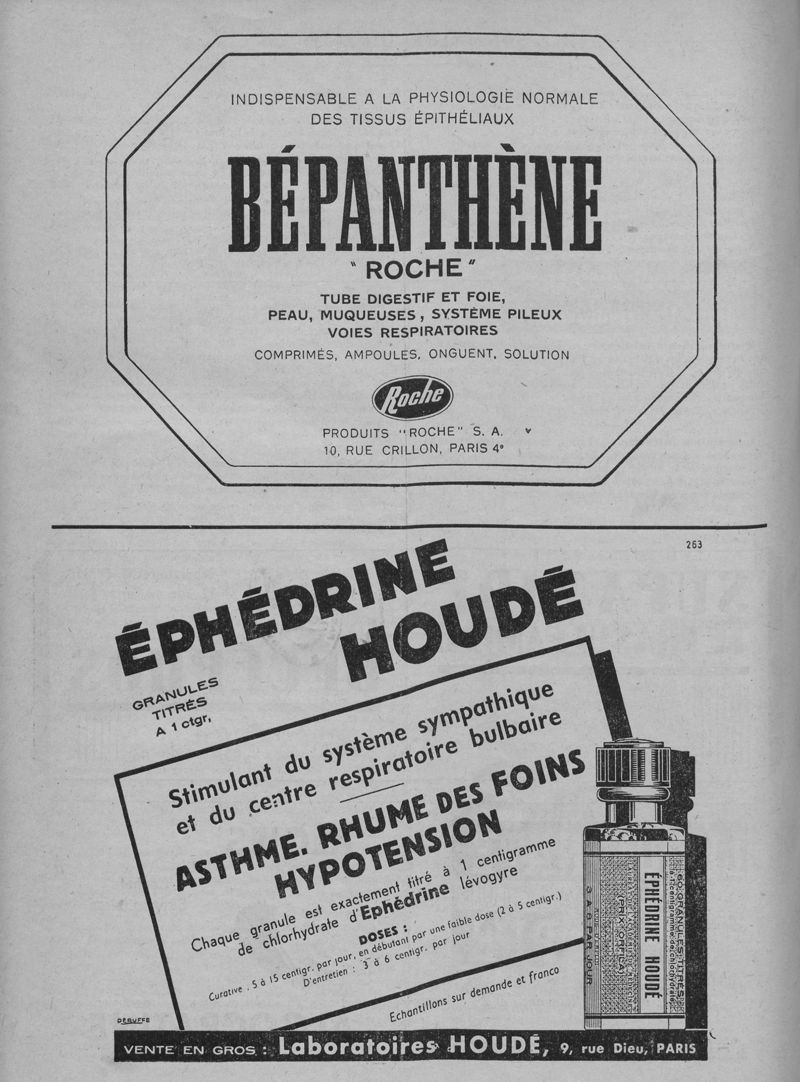 INDISPENSABLE A LA PHYSIOLOGIE NORMALE
DES TISSUS ÉPITHÉLIAUX
BÉPANTHÈNE
"ROCHE"
TUBE DIGESTIF ET FOIE,
PEAU, MUQUEUSES, SYSTÈME PILEUX
VOIES RESPIRATOIRES
COMPRIMÉS, AMPOULES, ONGUENT, SOLUTION
Roche
PRODUITS "ROCHE" S. A.
10, RUE CRILLON, PARIS 4e
263
ÉPHÉDRINE
HOUDÉ
GRANULES
TITRÉS
A 1 ctgr,
Stimulant du système sympathique
et du centre respiratoire bulbaire
ASTHME. RHUME DES FOINS
HYPOTENSION
Chaque granule est exactement titré à 1 centigramme
de chlorhydrate d'Ephédrine lévogyre
DOSES :
Curative . 5 à 15 centigr. par jour, en débutant par une faible dose (2 à 5 centigr.)
D'entretien : 3 à 6 centigr. par jour
Echantillons sur demande et franco
60 GRANULES TITRÉS
ÉPHÉDRINE HOUDÉ
(PRIX ORFILA)
3 A 6 PAR JOUR
DERUFFE
VENTE EN GROS : Laboratoires HOUDÉ, 9, rue Dieu, PARIS